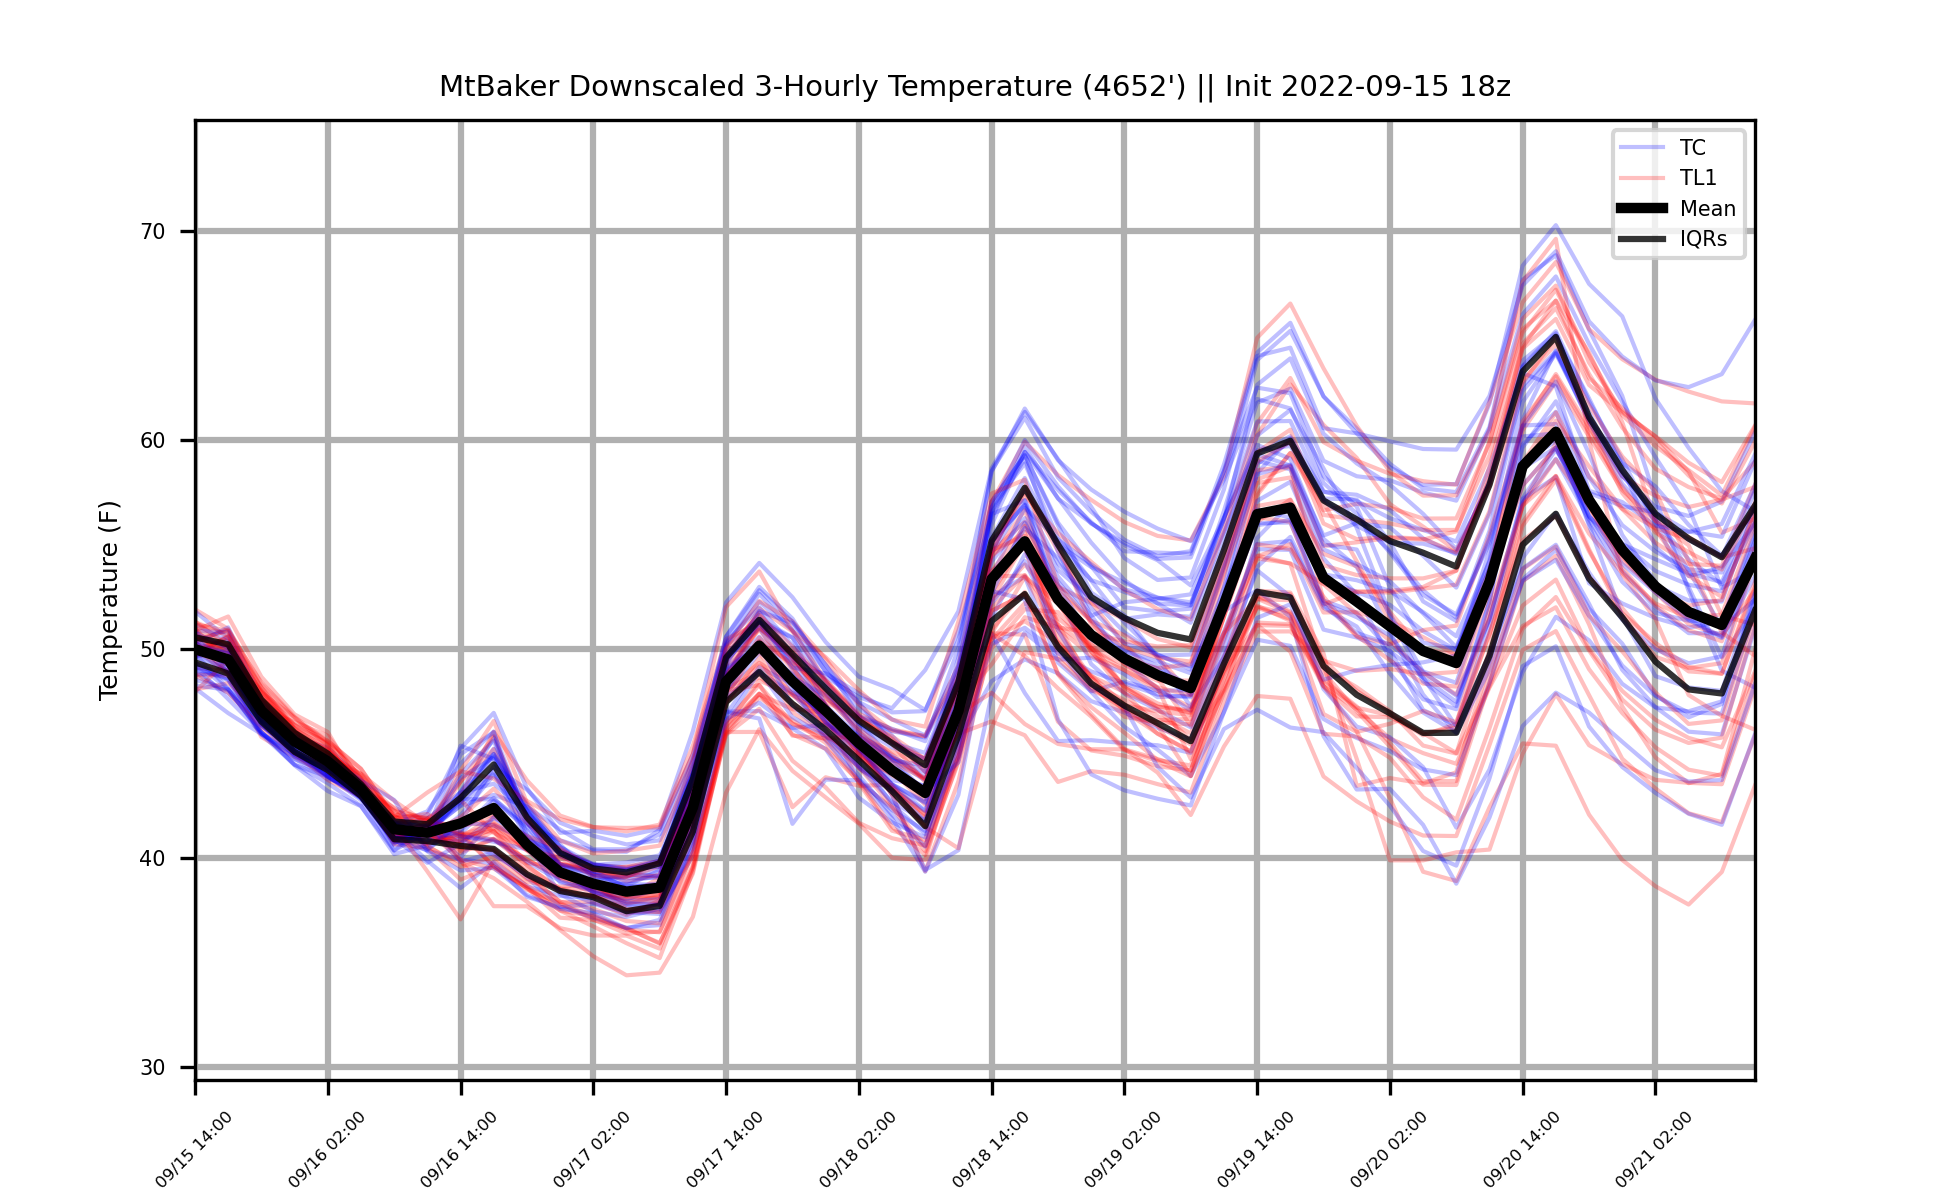 MtBaker Downscaled 3-Hourly Temperature (4652') || Init 2022-09-15 18z
TC
TL1
Mean
IQRs
70
60
50
40
30
Temperature (F)
09/15 14:00
09/16 02:00
09/16 14:00
09/17 02:00
09/17 14:00
09/18 02:00
09/18 14:00
09/19 02:00
09/19 14:00
09/20 02:00
09/20 14:00
09/21 02:00